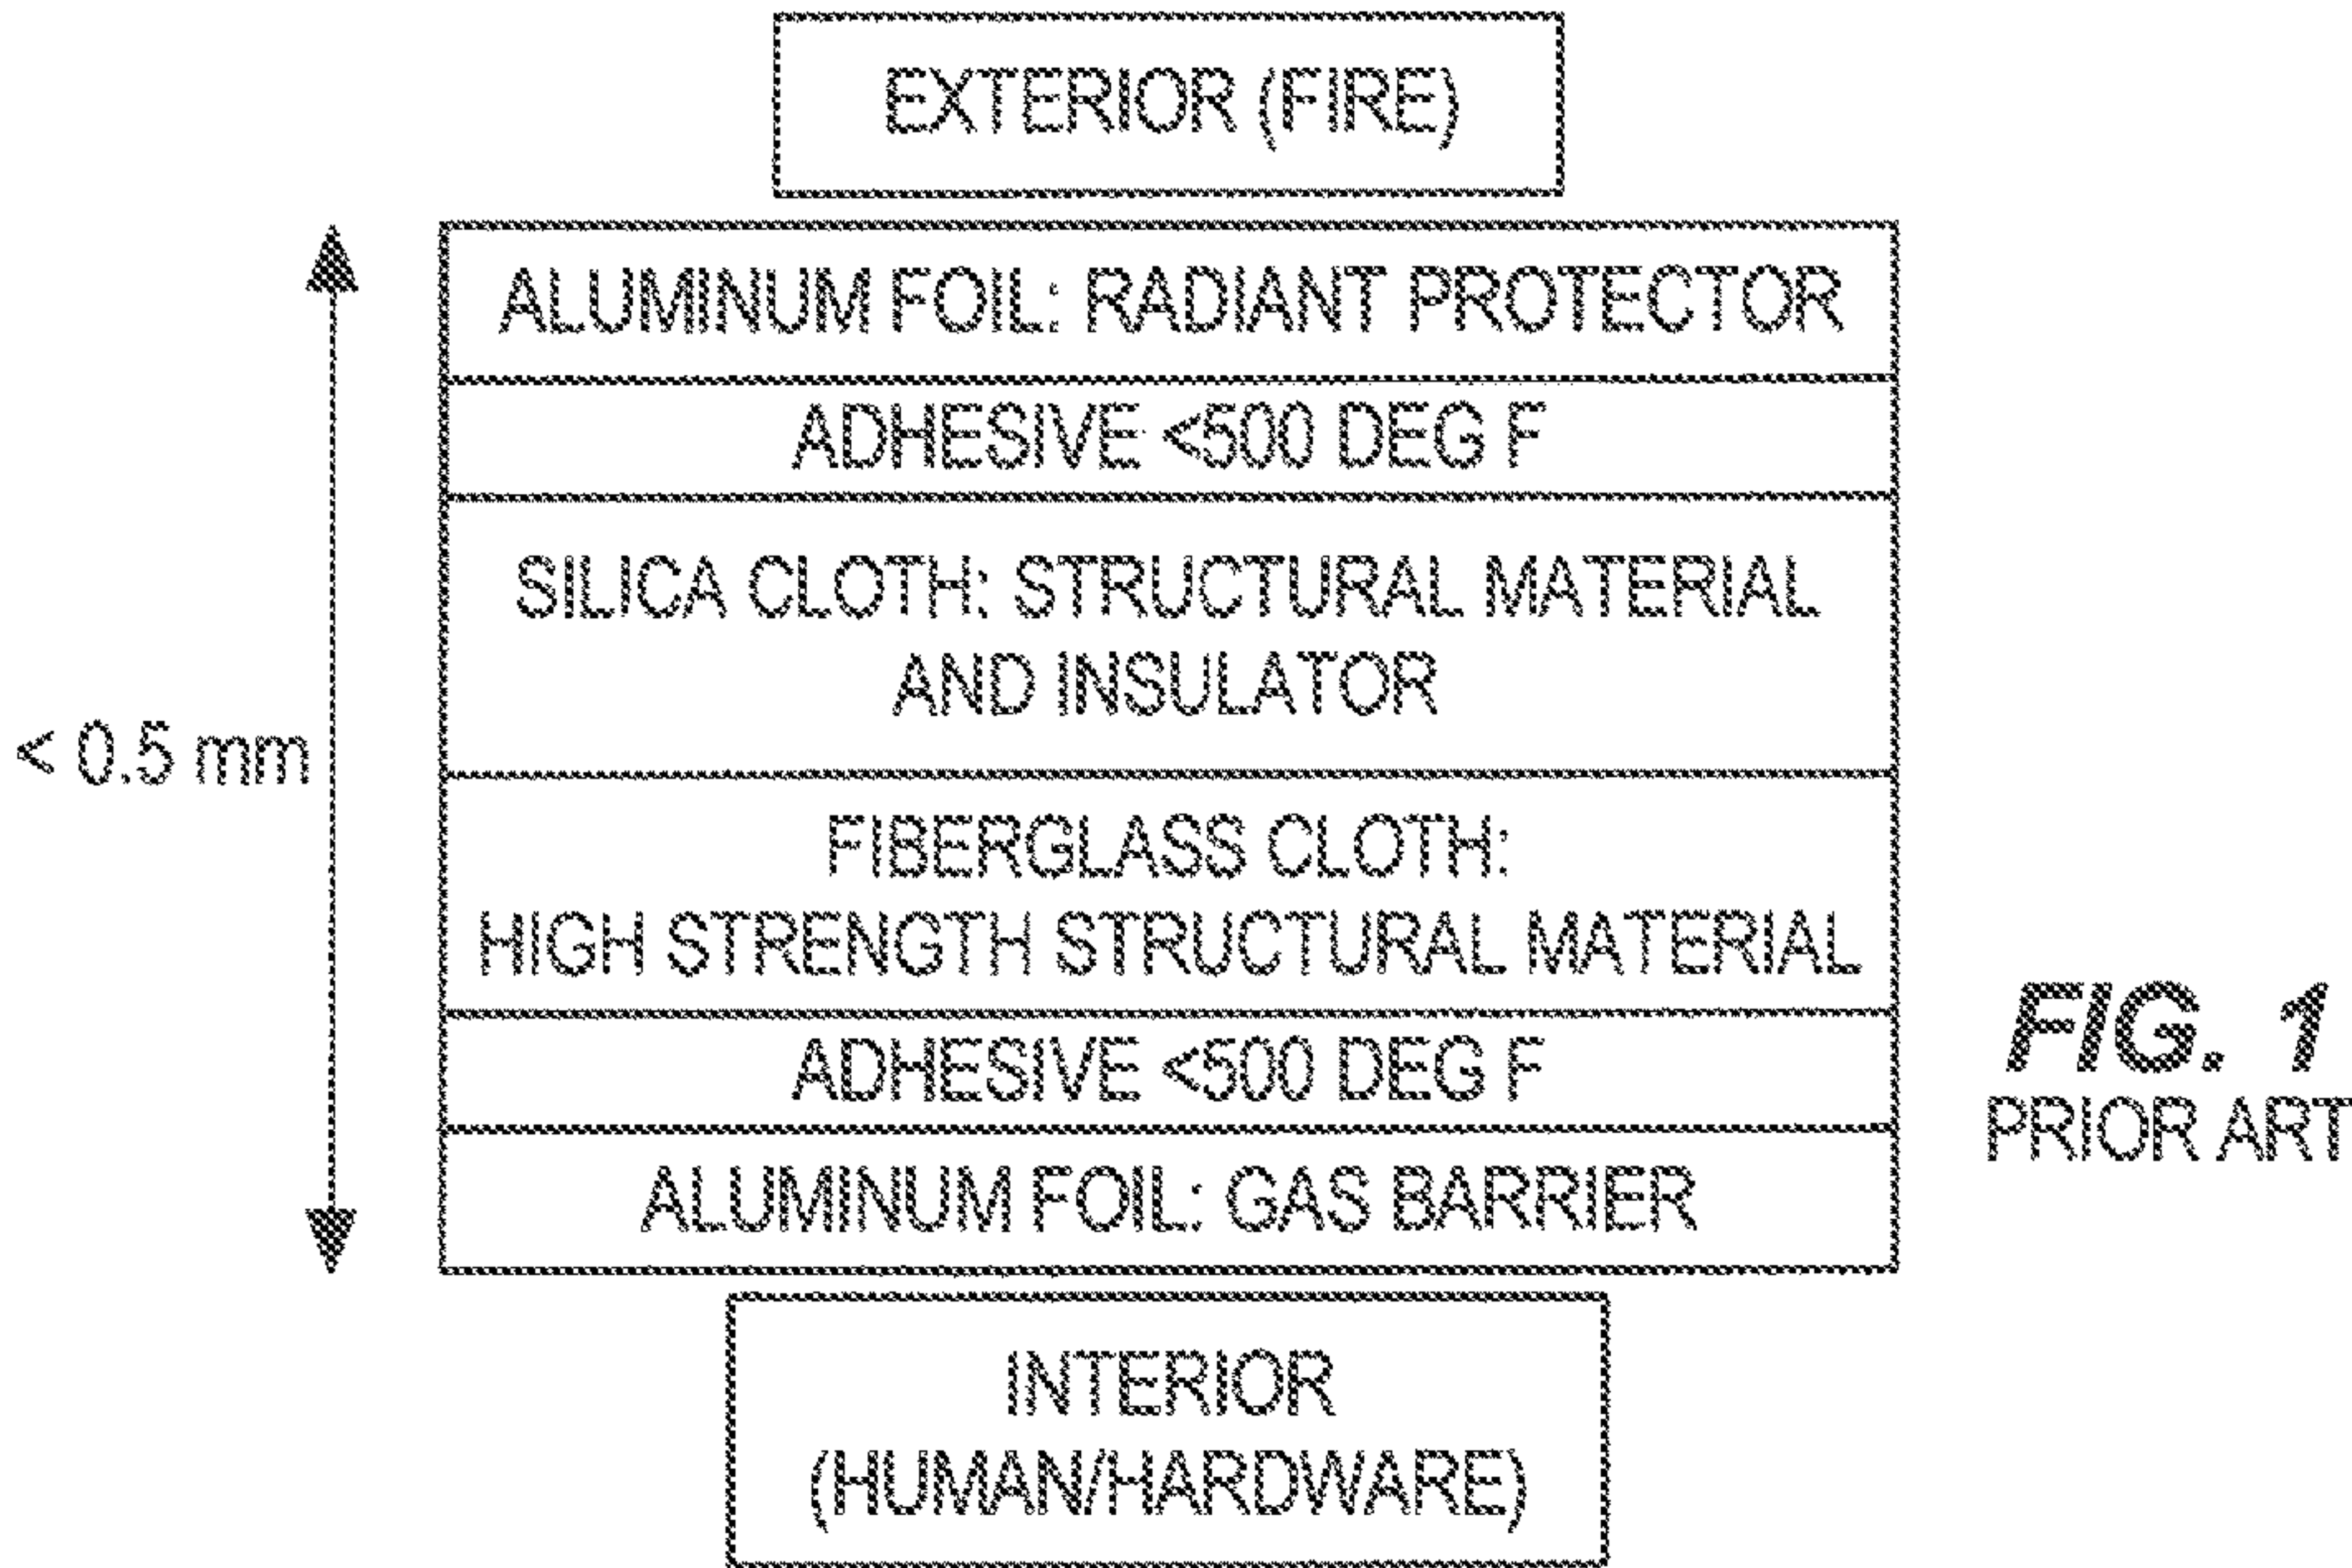 EXTERIOR (FIRE)
ALUMINUM FOIL: RADIANT PROTECTOR
ADHESIVE <500 DEG F
SILICA CLOTH: STRUCTURAL MATERIAL
AND INSULATOR
< 0.5 mm
FIBERGLASS CLOTH:
HIGH STRENGTH STRUCTURAL MATERIAL
ADHESIVE <500 DEG F
ALUMINUM FOIL: GAS BARRIER
INTERIOR
(HUMAN/HARDWARE)
FIG. 1
PRIOR ART